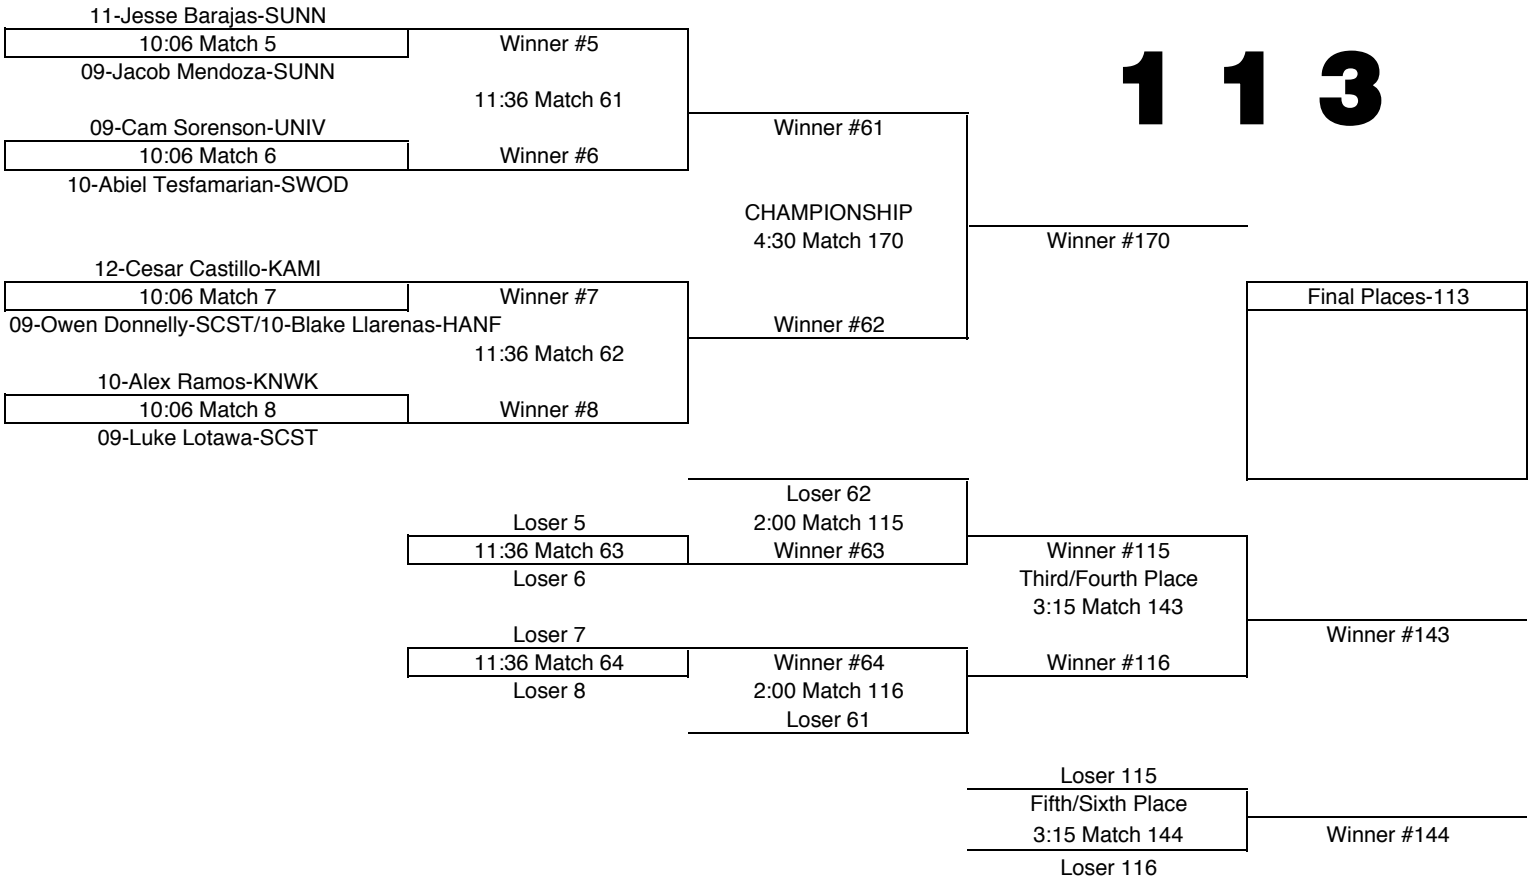 11-Jesse Barajas-SUNN
10:06 Match 5
Winner #5
09-Jacob Mendoza-SUNN
11:36 Match 61
1 1 3
09-Cam Sorenson-UNIV
Winner #61
10:06 Match 6
Winner #6
10-Abiel Tesfamarian-SWOD
CHAMPIONSHIP
4:30 Match 170
Winner #170
12-Cesar Castillo-KAMI
10:06 Match 7
Winner #7
Final Places-113
09-Owen Donnelly-SCST/10-Blake Llarenas-HANF
Winner #62
11:36 Match 62
10-Alex Ramos-KNWK
10:06 Match 8
Winner #8
09-Luke Lotawa-SCST
Loser 62
Loser 5
2:00 Match 115
11:36 Match 63
Winner #63
Winner #115
Loser 6
Third/Fourth Place
3:15 Match 143
Loser 7
Winner #143
11:36 Match 64
Winner #64
Winner #116
Loser 8
2:00 Match 116
Loser 61
Loser 115
Fifth/Sixth Place
3:15 Match 144
Winner #144
Loser 116